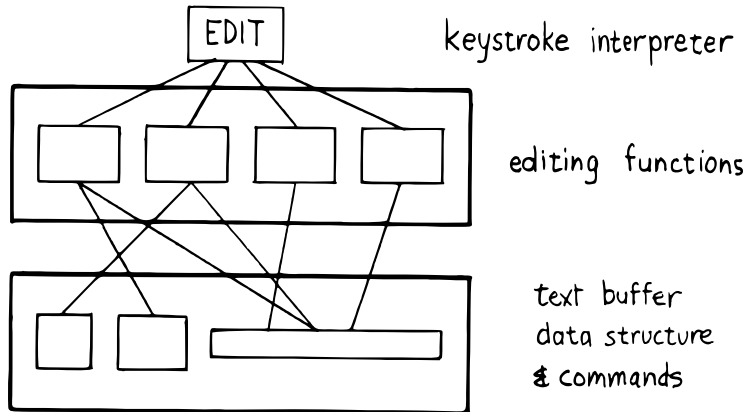 EDIT
keystroke interpreter
editing functions
text buffer
data structure
& commands